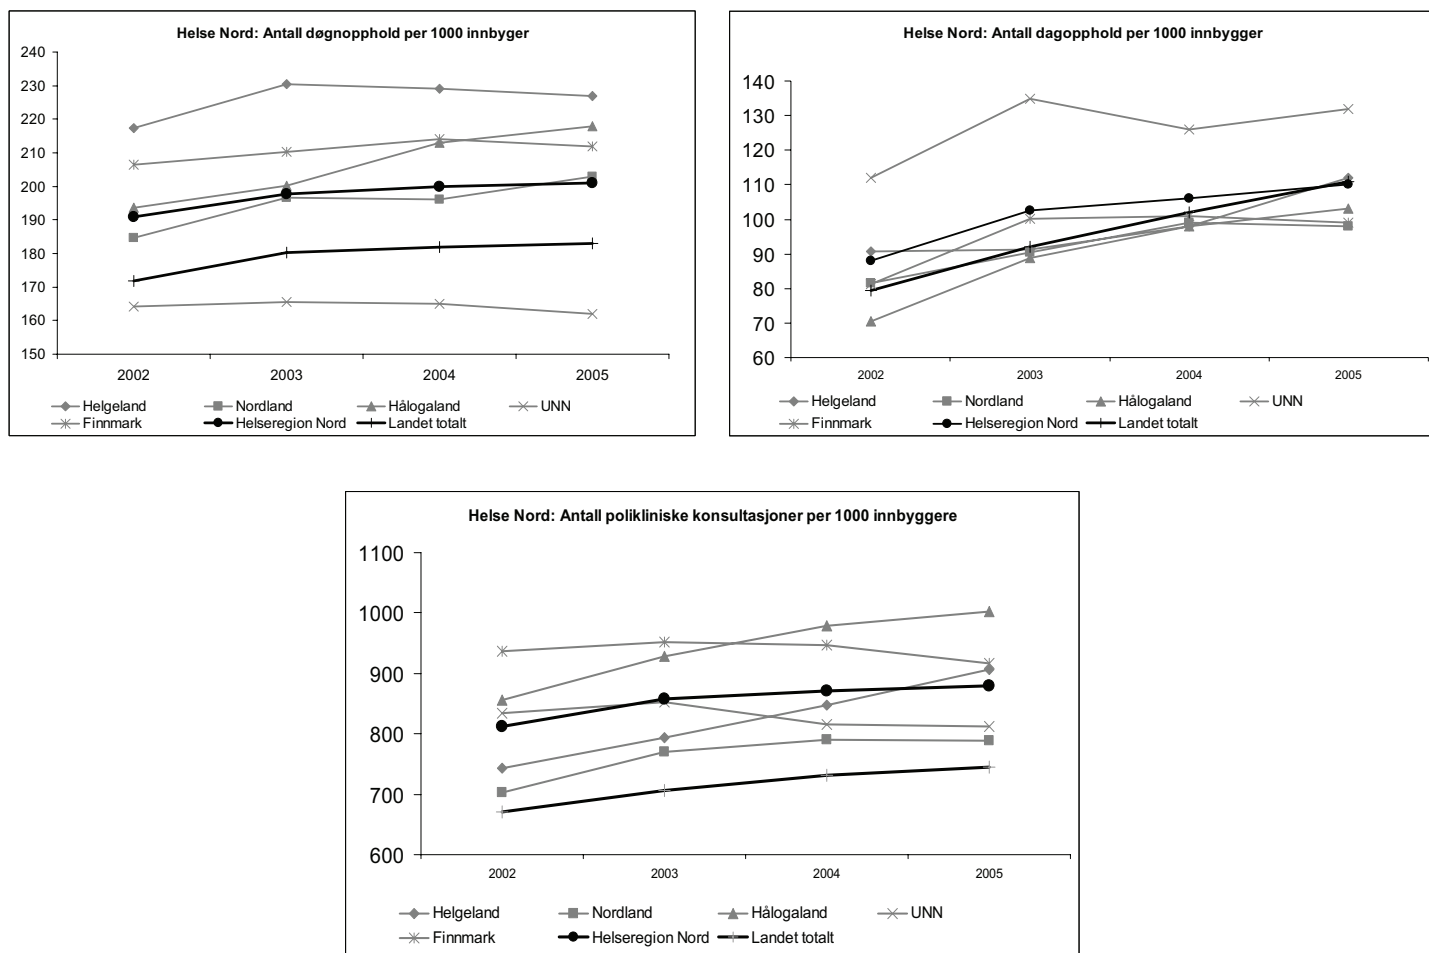 Helse Nord: Antall døgnopphold per 1000 innbyger
240
230
220
210
200
190
180
170
160
150
2002 2003 2004 2005
Helgeland Nordland Hålogaland UNN
Finnmark Helseregion Nord Landet totalt
Helse Nord: Antall dagopphold per 1000 innbygger
140
130
120
110
100
90
80
70
60
2002 2003 2004 2005
Helgeland Nordland Hålogaland UNN
Finnmark Helseregion Nord Landet totalt
Helse Nord: Antall polikliniske konsultasjoner per 1000 innbyggere
1100
1000
900
800
700
600
2002 2003 2004 2005
Helgeland Nordland Hålogaland UNN
Finnmark Helseregion Nord Landet totalt